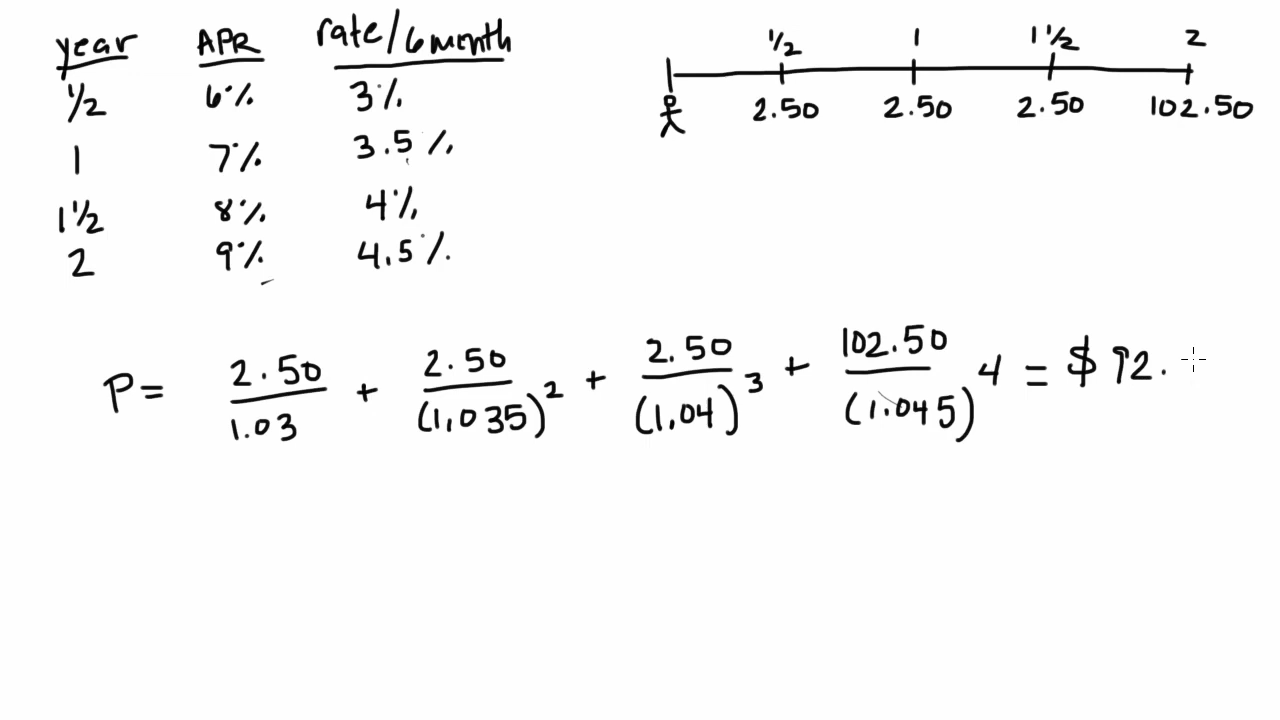 year APR rate/6 month
1/2 6% 3%
1 7% 3.5%
1 1/2 8% 4%
2 9% 4.5%
1/2 1 1 1/2 2
2.50 2.50 2.50 102.50
P = 2.50/1.03 + 2.50/(1.035)^2 + 2.50/(1.04)^3 + 102.50/(1.045)^4 = $92.